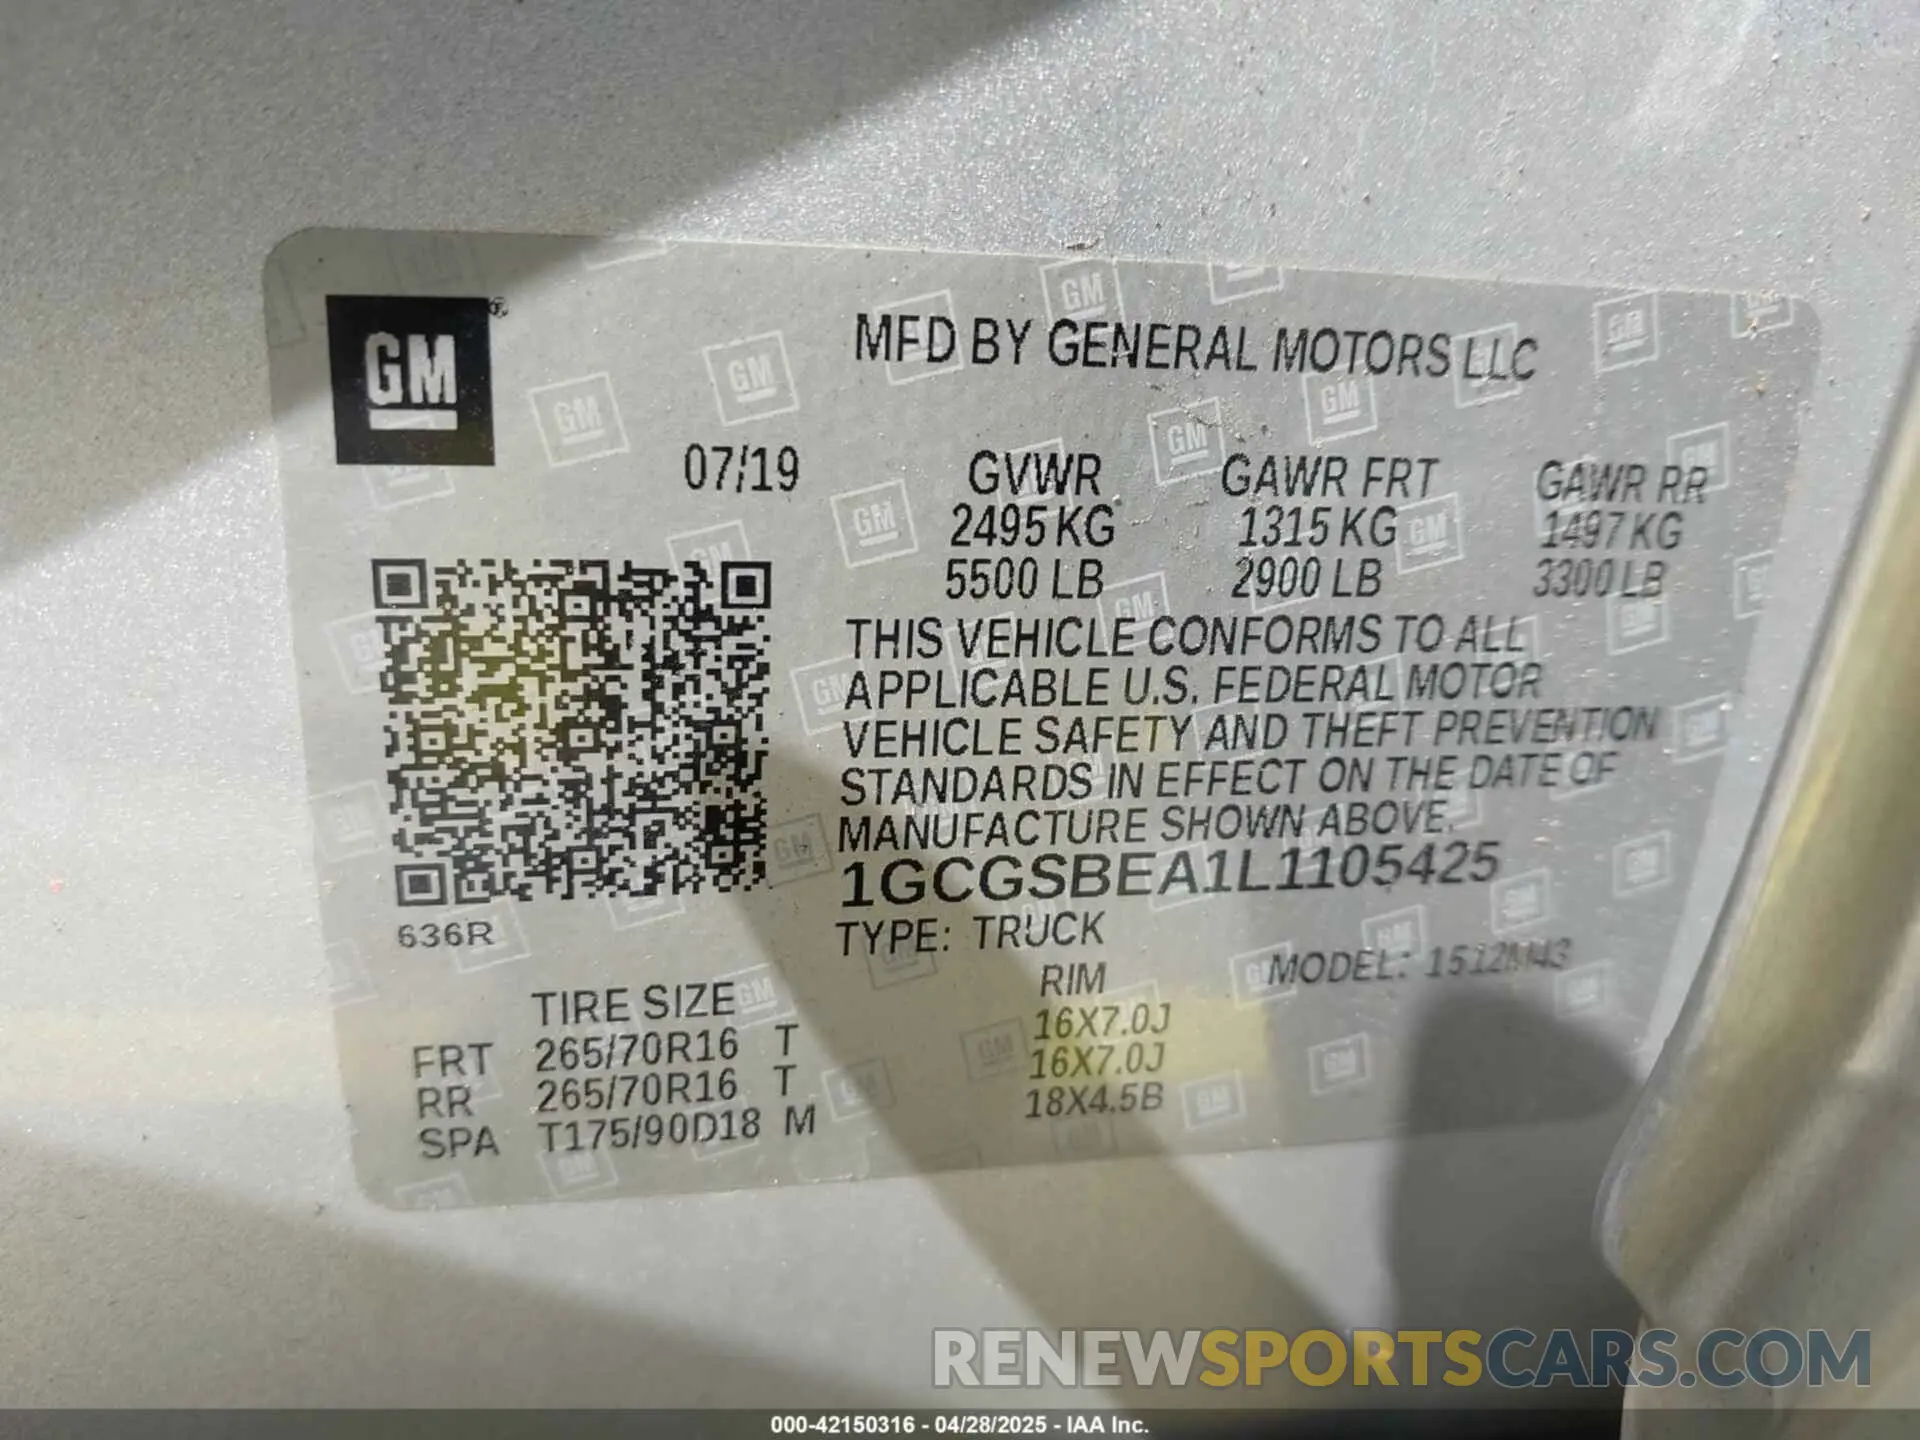 GM
MFD BY GENERAL MOTORS LLC
07/19 GVWR GAWR FRT GAWR RR
2495 KG 1315 KG 1497 KG
5500 LB 2900 LB 3300 LB
THIS VEHICLE CONFORMS TO ALL
APPLICABLE U.S. FEDERAL MOTOR
VEHICLE SAFETY AND THEFT PREVENTION
STANDARDS IN EFFECT ON THE DATE OF
MANUFACTURE SHOWN ABOVE.
1GCGSBEA1L1105425
636R
TYPE: TRUCK MODEL: 1512M43
TIRE SIZE RIM
FRT 265/70R16 T 16X7.0J
RR 265/70R16 T 16X7.0J
SPA T175/90D18 M 18X4.5B
RENEWSPORTSCARS.COM
000-42150316 - 04/28/2025 - IAA Inc.